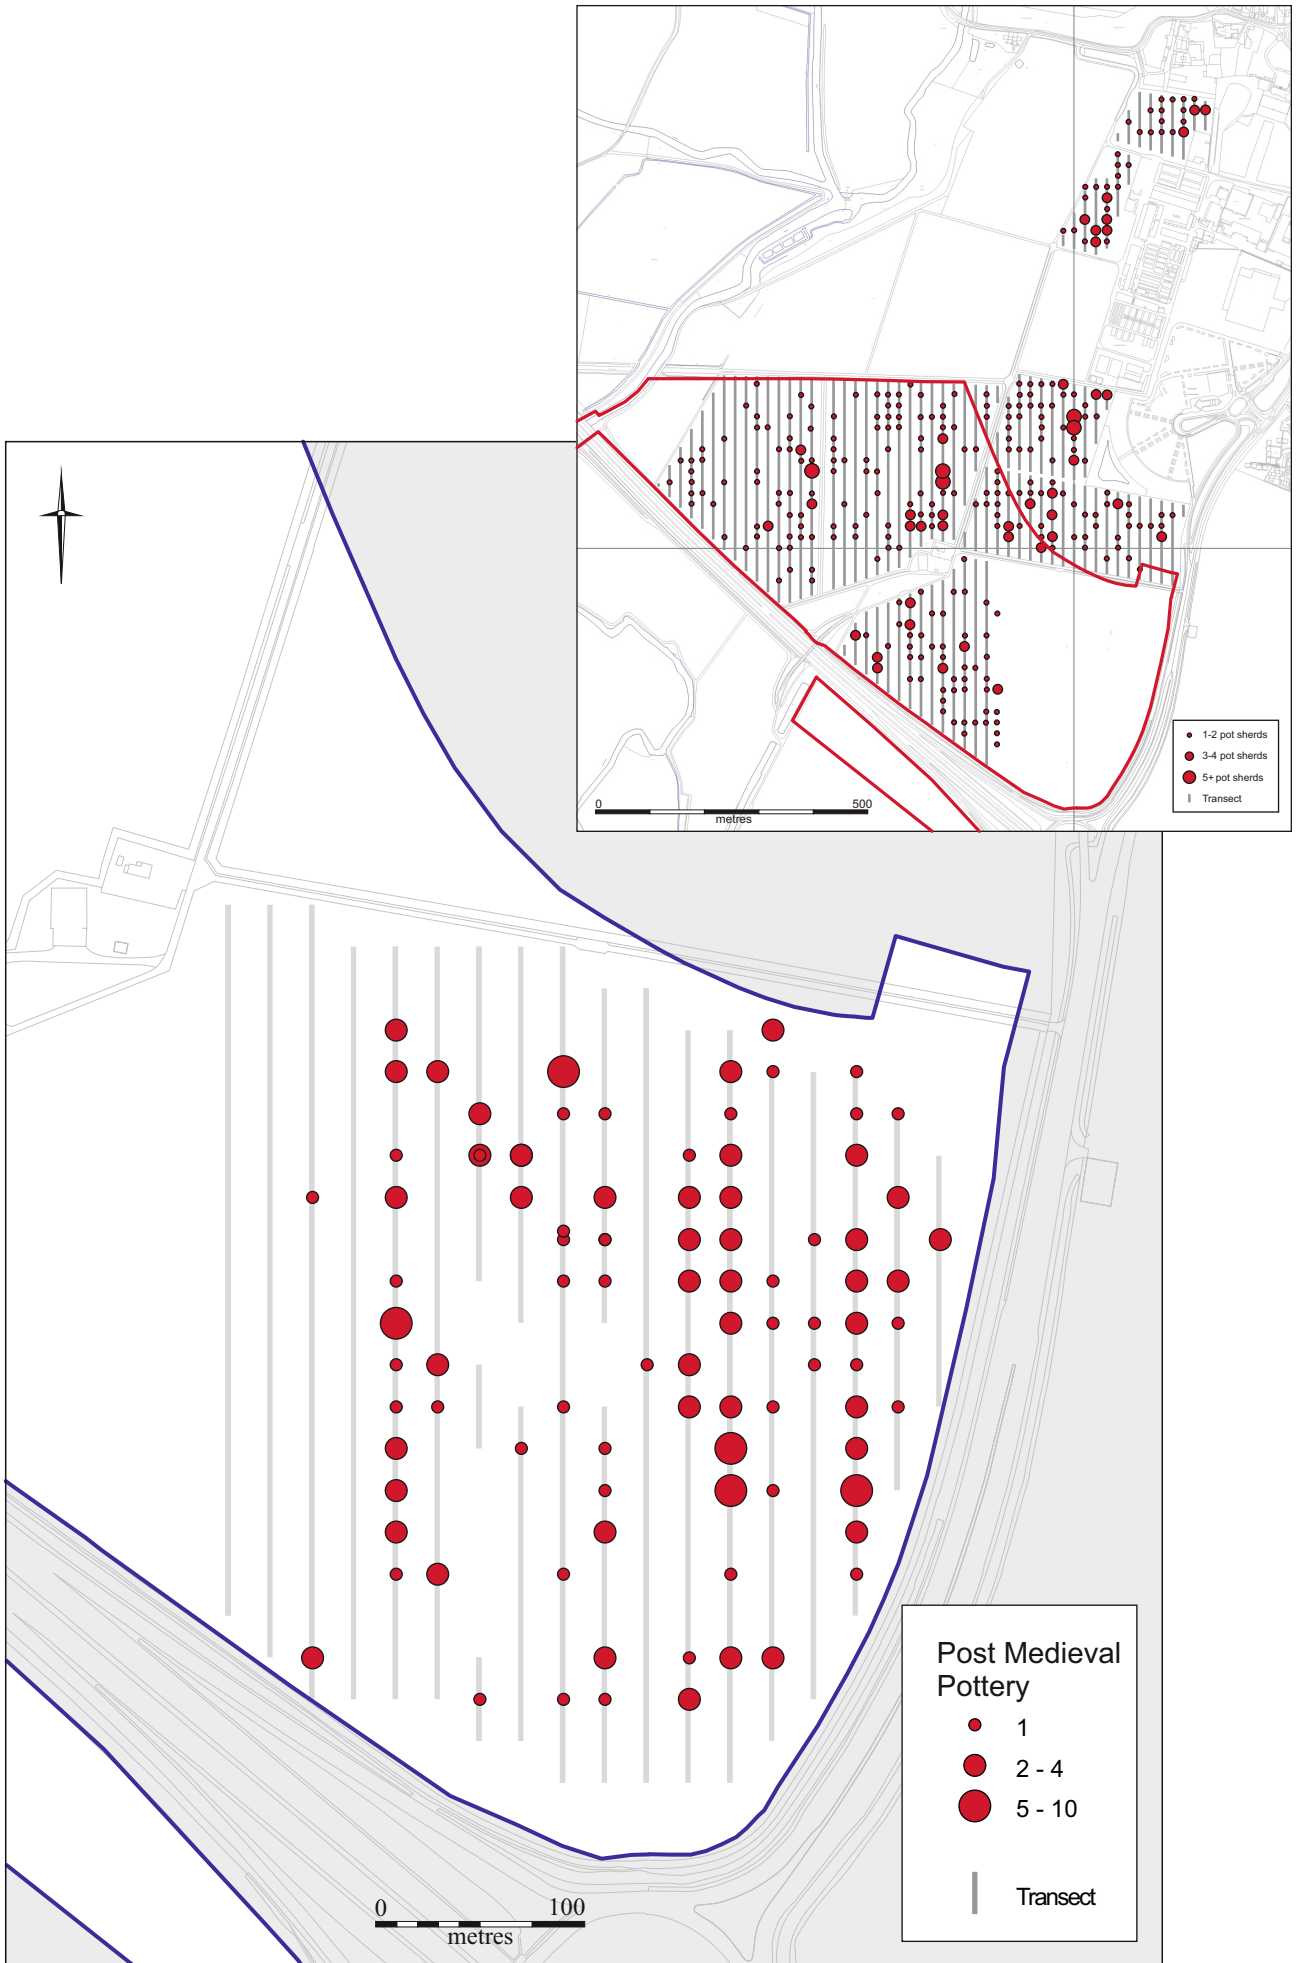 1-2 pot sherds
3-4 pot sherds
5+ pot sherds
Transect
0 500
metres
Post Medieval
Pottery
1
2 - 4
5 - 10
Transect
0 100
metres